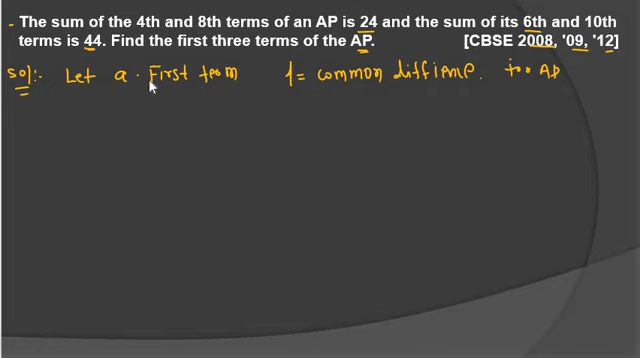 The sum of the 4th and 8th terms of an AP is 24 and the sum of its 6th and 10th
terms is 44. Find the first three terms of the AP. [CBSE 2008, '09, '12]
Sol:- Let a = First term d = common diffience. for AP